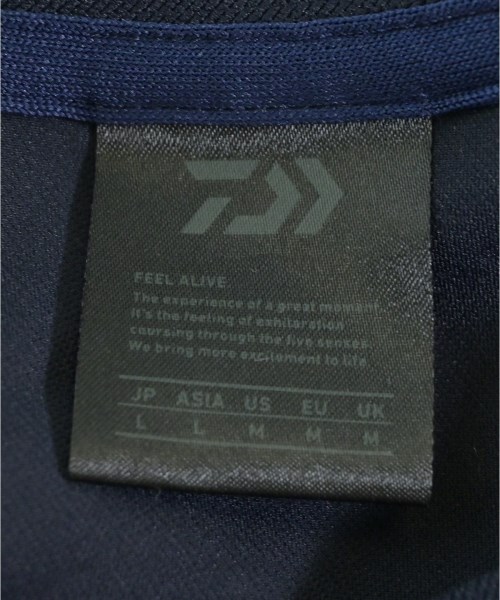 FEEL ALIVE
The experience of a great moment.
It's the feeling of exhilaration
coursing through the five senses.
We bring more excitement to life.
JP ASIA US EU UK
L L M M M